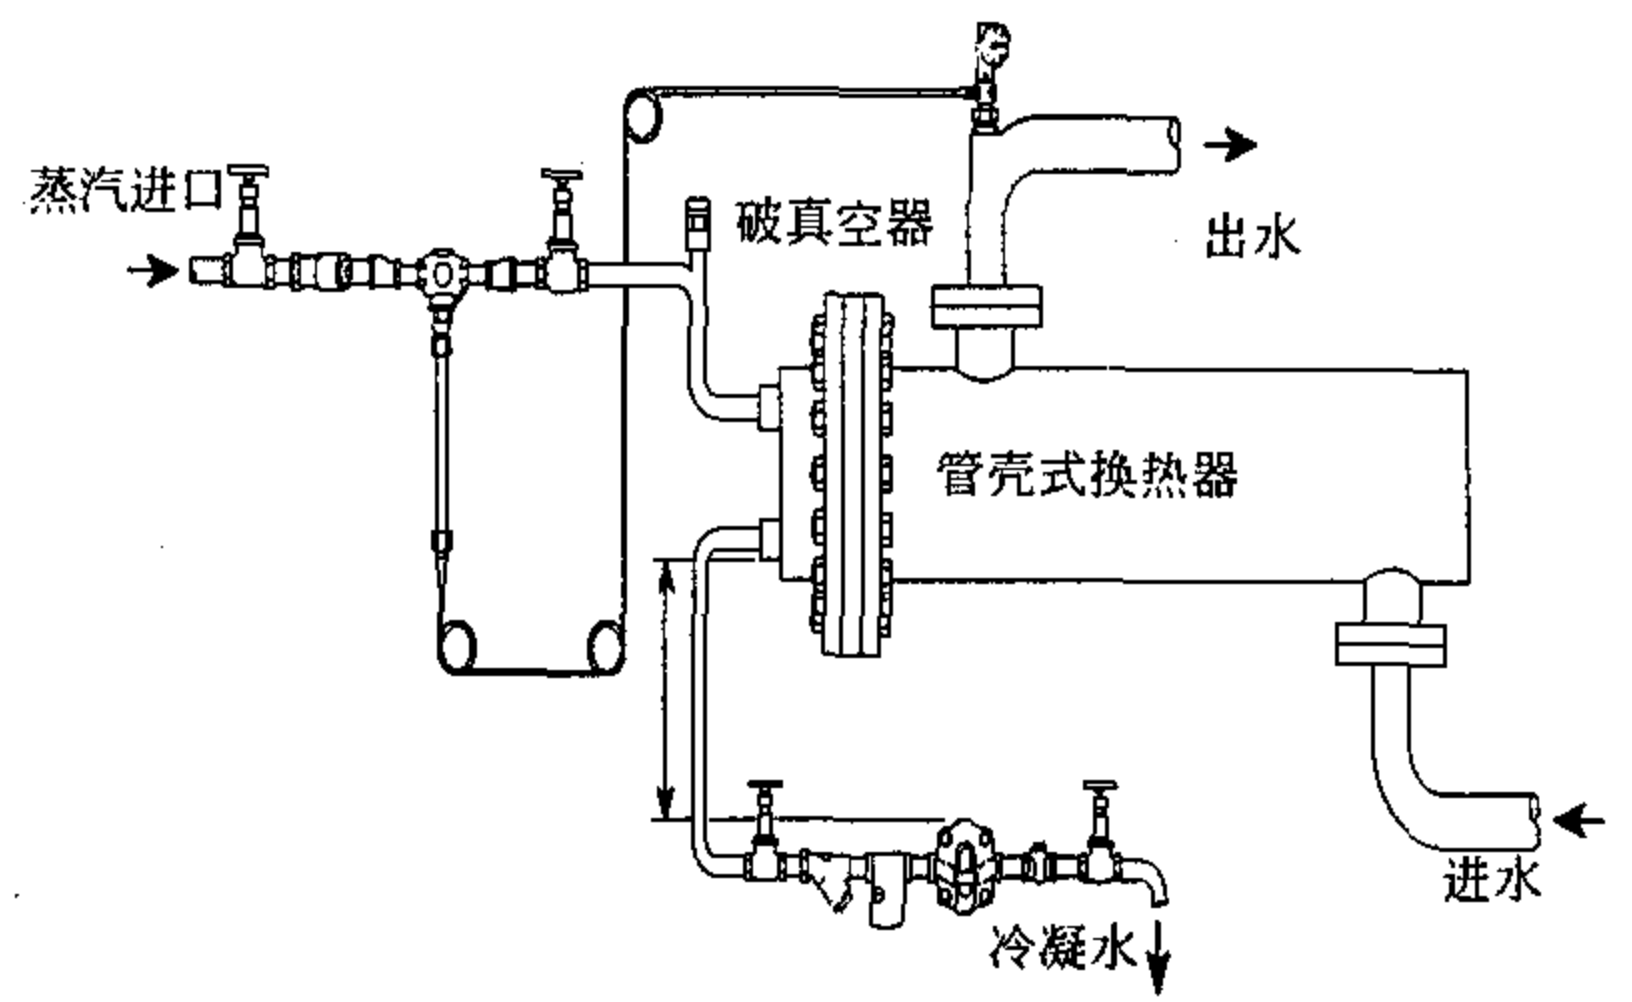 蒸汽进口
破真空器
出水
管壳式换热器
进水
冷凝水